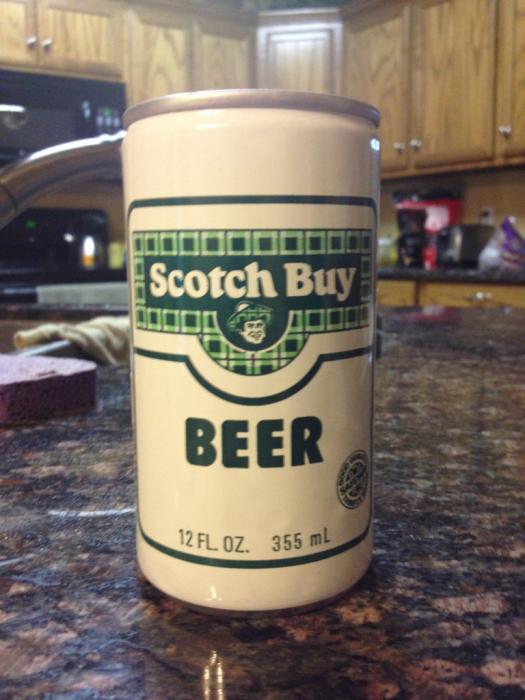 Scotch Buy
BEER
12 FL. OZ. 355 mL